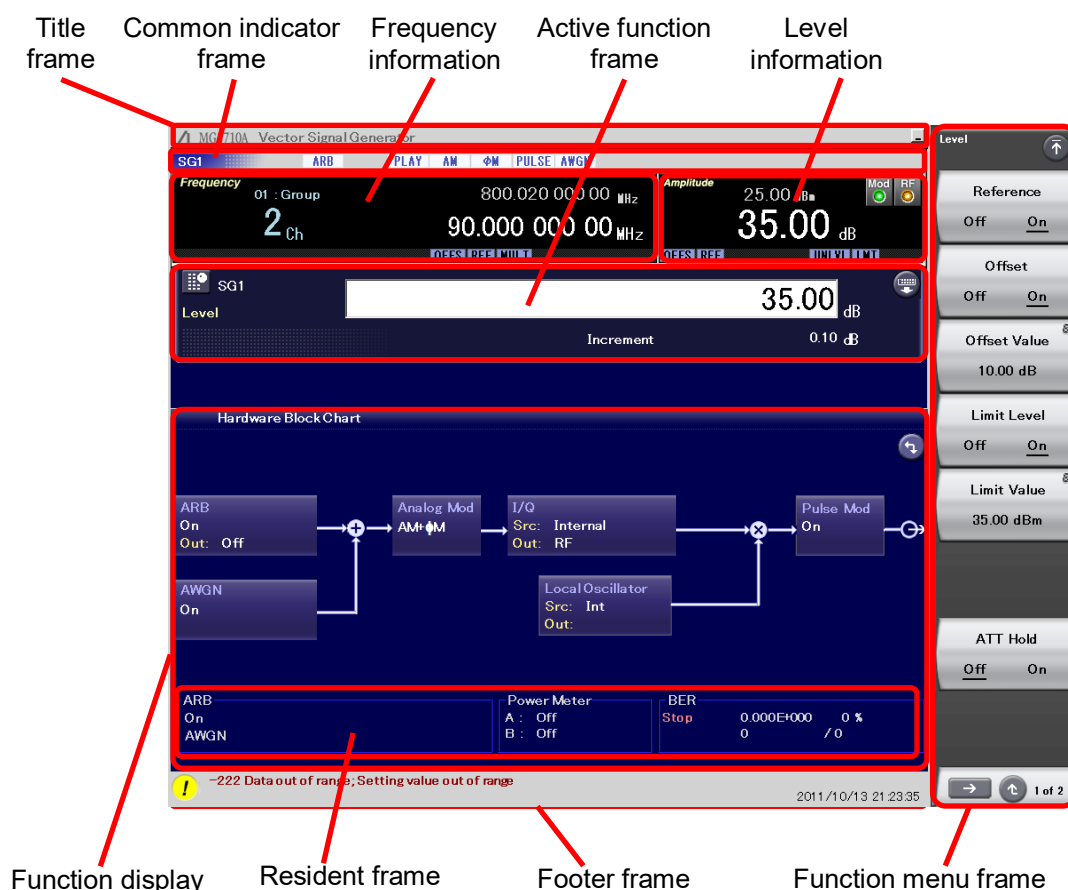 Title frame
Common indicator frame
Frequency information
Active function frame
Level information
MG3710A Vector Signal Generator
SG1 ARB PLAY AM ΦM PULSE AWGN
Frequency
01 : Group 800.020 000 00 MHz
2 Ch 90.000 000 00 MHz
OFFS REF MULT
Amplitude
25.00 dBm
Mod RF
35.00 dB
OFFS REF UNLVL LMT
SG1
Level 35.00 dB
Increment 0.10 dB
Hardware Block Chart
ARB
On
Out: Off
AWGN
On
Analog Mod
AM+ϕM
I/Q
Src: Internal
Out: RF
Local Oscillator
Src: Int
Out:
Pulse Mod
On
ARB
On
AWGN
Power Meter
A : Off
B : Off
BER
Stop 0.000E+000 0 %
0 / 0
! -222 Data out of range; Setting value out of range
2011/10/13 21:23:35
Level
Reference
Off On
Offset
Off On
Offset Value
10.00 dB
Limit Level
Off On
Limit Value
35.00 dBm
ATT Hold
Off On
1 of 2
Function display
Resident frame
Footer frame
Function menu frame